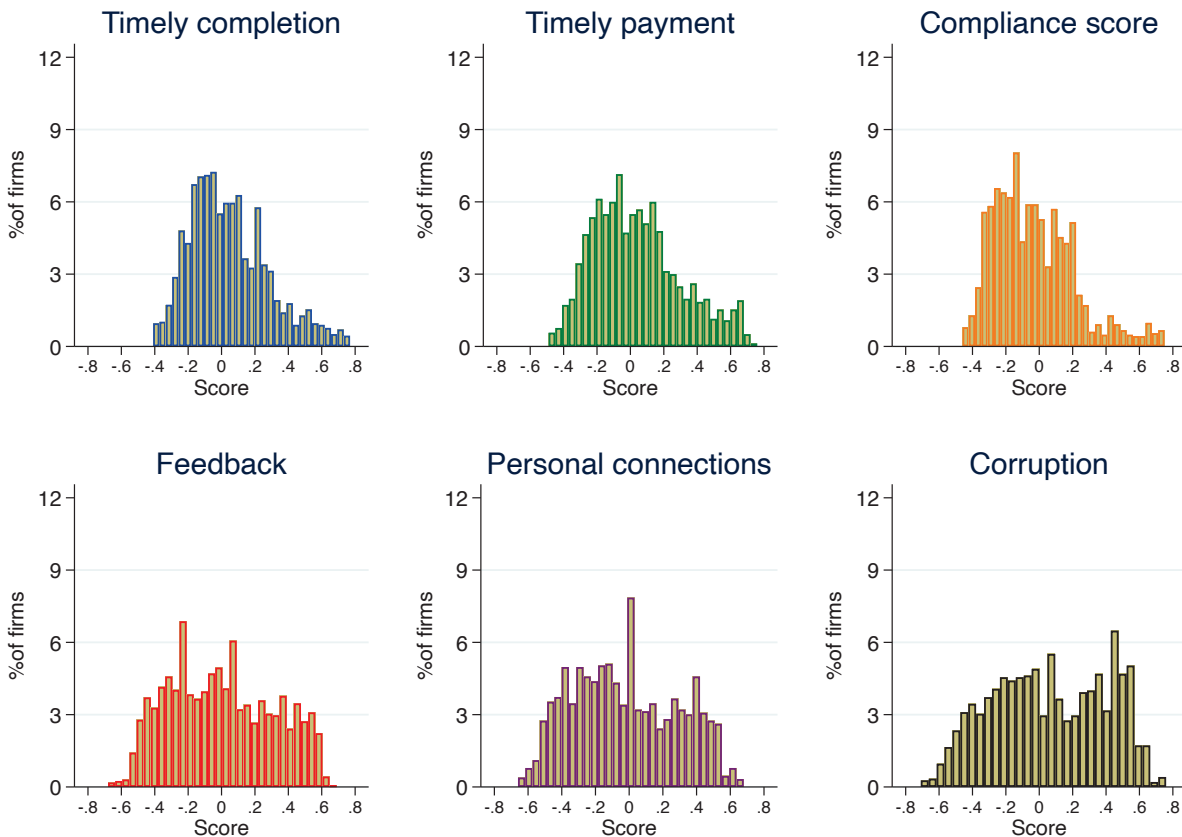 Timely completion
12
9
6
3
0
%of firms
-.8 -.6 -.4 -.2 0 .2 .4 .6 .8
Score
Timely payment
12
9
6
3
0
%of firms
-.8 -.6 -.4 -.2 0 .2 .4 .6 .8
Score
Compliance score
12
9
6
3
0
%of firms
-.8 -.6 -.4 -.2 0 .2 .4 .6 .8
Score
Feedback
12
9
6
3
0
%of firms
-.8 -.6 -.4 -.2 0 .2 .4 .6 .8
Score
Personal connections
12
9
6
3
0
%of firms
-.8 -.6 -.4 -.2 0 .2 .4 .6 .8
Score
Corruption
12
9
6
3
0
%of firms
-.8 -.6 -.4 -.2 0 .2 .4 .6 .8
Score